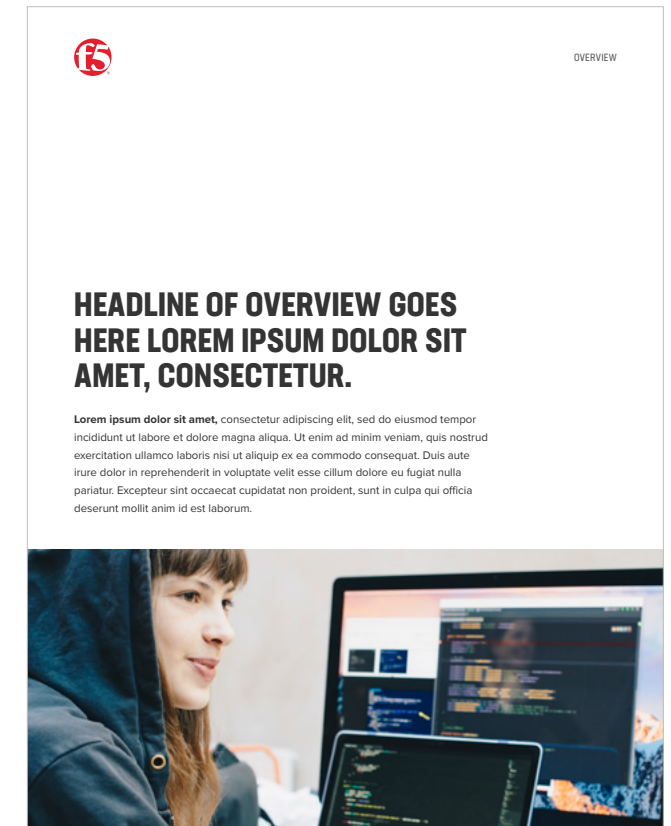 f5
OVERVIEW
HEADLINE OF OVERVIEW GOES
HERE LOREM IPSUM DOLOR SIT
AMET, CONSECTETUR.
Lorem ipsum dolor sit amet, consectetur adipiscing elit, sed do eiusmod tempor
incididunt ut labore et dolore magna aliqua. Ut enim ad minim veniam, quis nostrud
exercitation ullamco laboris nisi ut aliquip ex ea commodo consequat. Duis aute
irure dolor in reprehenderit in voluptate velit esse cillum dolore eu fugiat nulla
pariatur. Excepteur sint occaecat cupidatat non proident, sunt in culpa qui officia
deserunt mollit anim id est laborum.